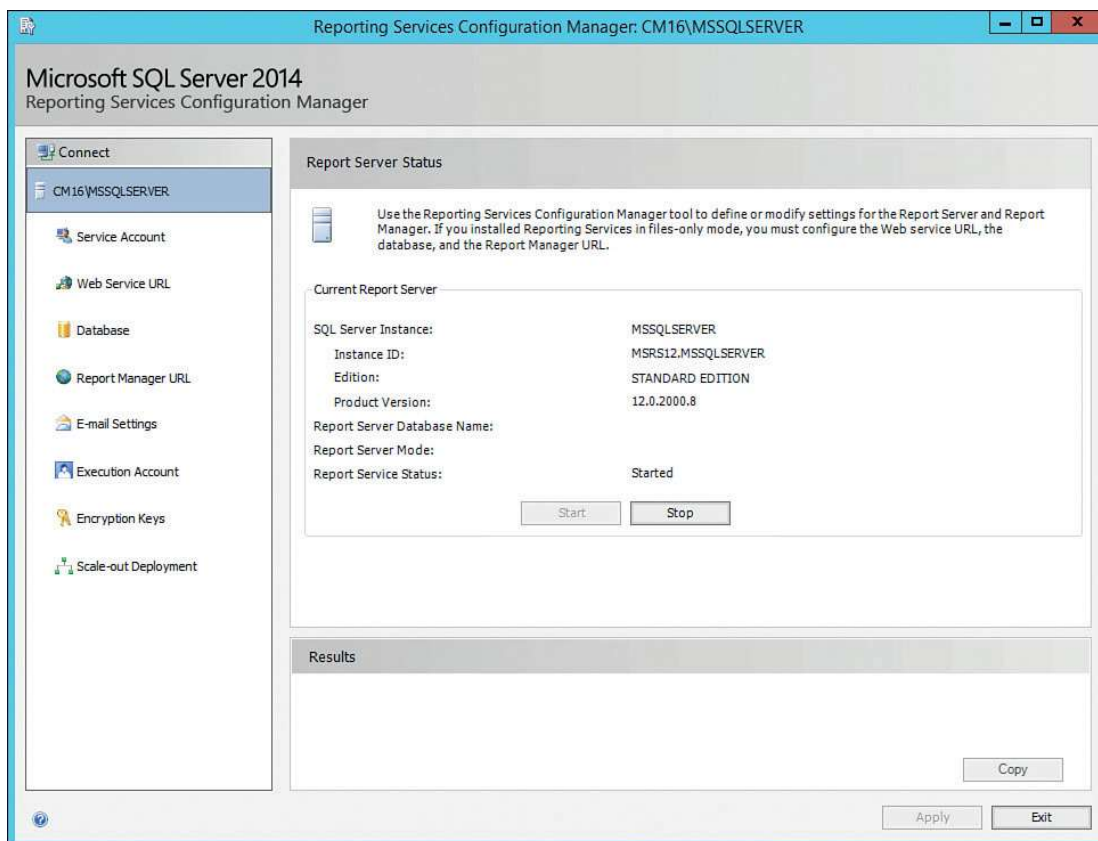 Reporting Services Configuration Manager: CM16\MSSQLSERVER
Microsoft SQL Server 2014
Reporting Services Configuration Manager
Connect
CM16\MSSQLSERVER
Service Account
Web Service URL
Database
Report Manager URL
E-mail Settings
Execution Account
Encryption Keys
Scale-out Deployment
Report Server Status
Use the Reporting Services Configuration Manager tool to define or modify settings for the Report Server and Report
Manager. If you installed Reporting Services in files-only mode, you must configure the Web service URL, the
database, and the Report Manager URL.
Current Report Server
SQL Server Instance: MSSQLSERVER
Instance ID: MSRS12.MSSQLSERVER
Edition: STANDARD EDITION
Product Version: 12.0.2000.8
Report Server Database Name:
Report Server Mode:
Report Service Status: Started
Start Stop
Results
Copy
Apply Exit